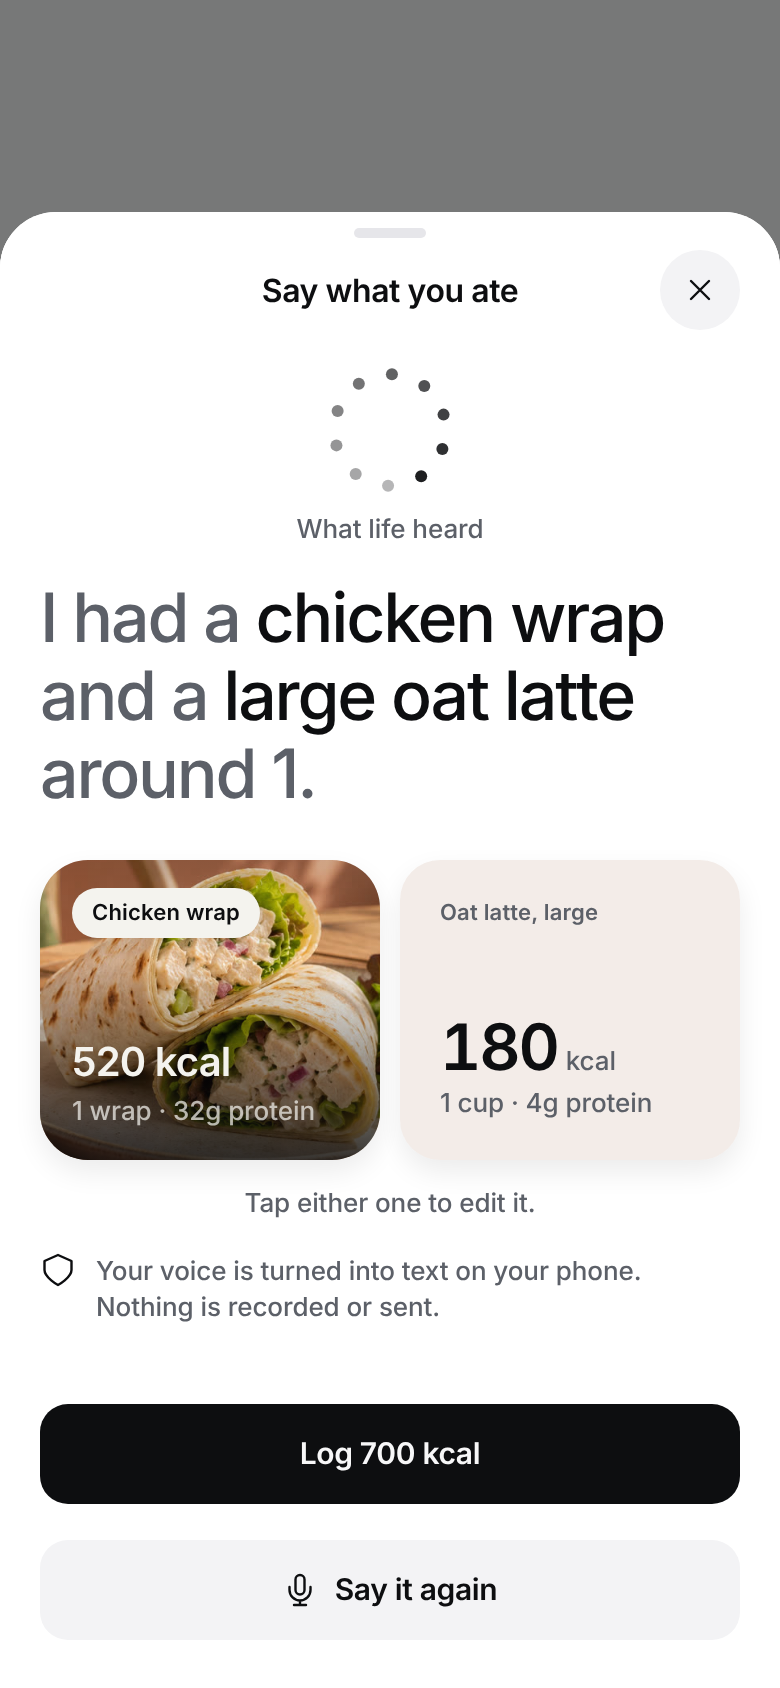 Say what you ate
What life heard
I had a chicken wrap
and a large oat latte
around 1.
Chicken wrap
520 kcal
1 wrap · 32g protein
Oat latte, large
180 kcal
1 cup · 4g protein
Tap either one to edit it.
Your voice is turned into text on your phone.
Nothing is recorded or sent.
Log 700 kcal
Say it again